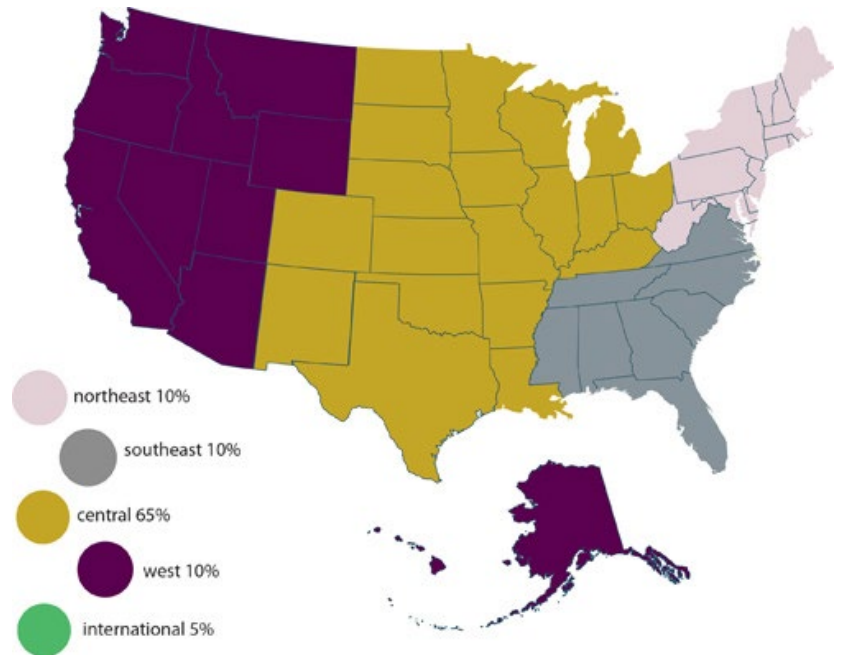 northeast 10%
southeast 10%
central 65%
west 10%
international 5%